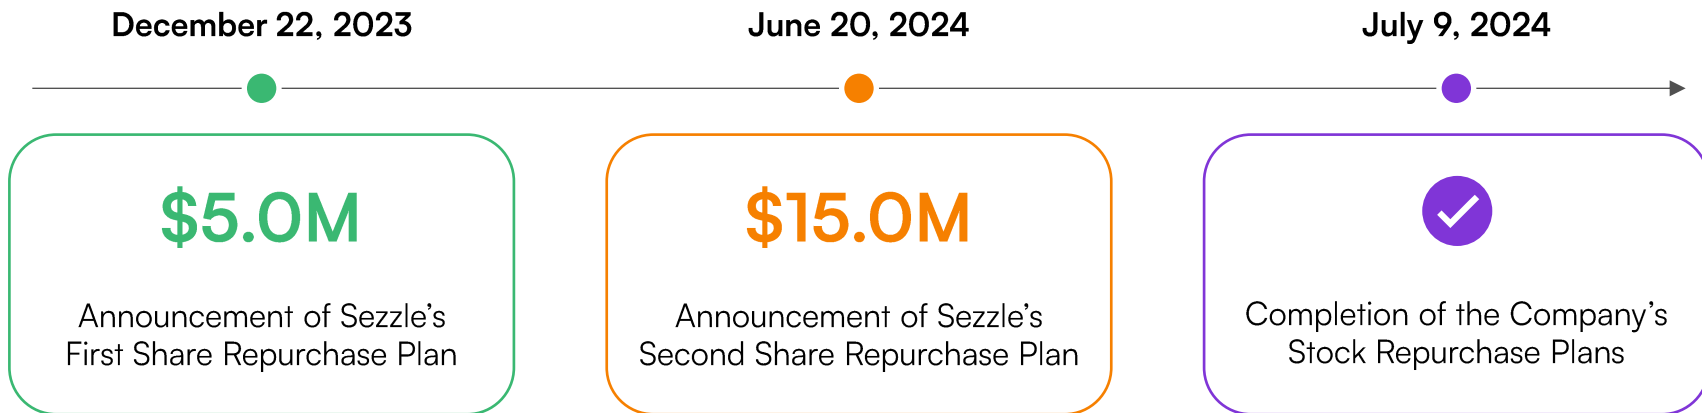 December 22, 2023
June 20, 2024
July 9, 2024
$5.0M
Announcement of Sezzle’s
First Share Repurchase Plan
$15.0M
Announcement of Sezzle’s
Second Share Repurchase Plan
Completion of the Company’s
Stock Repurchase Plans